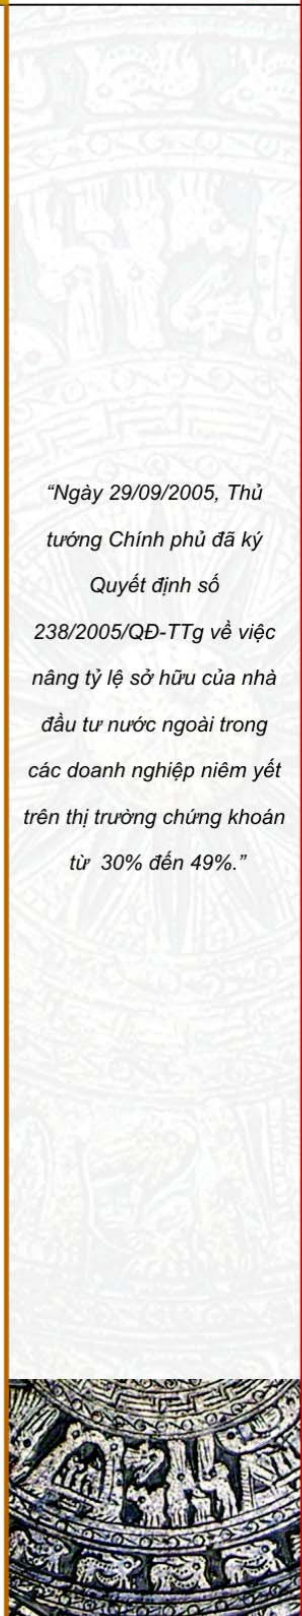 “Ngày 29/09/2005, Thủ
tướng Chính phủ đã ký
Quyết định số
238/2005/QĐ-TTg về việc
nâng tỷ lệ sở hữu của nhà
đầu tư nước ngoài trong
các doanh nghiệp niêm yết
trên thị trường chứng khoán
từ 30% đến 49%.”